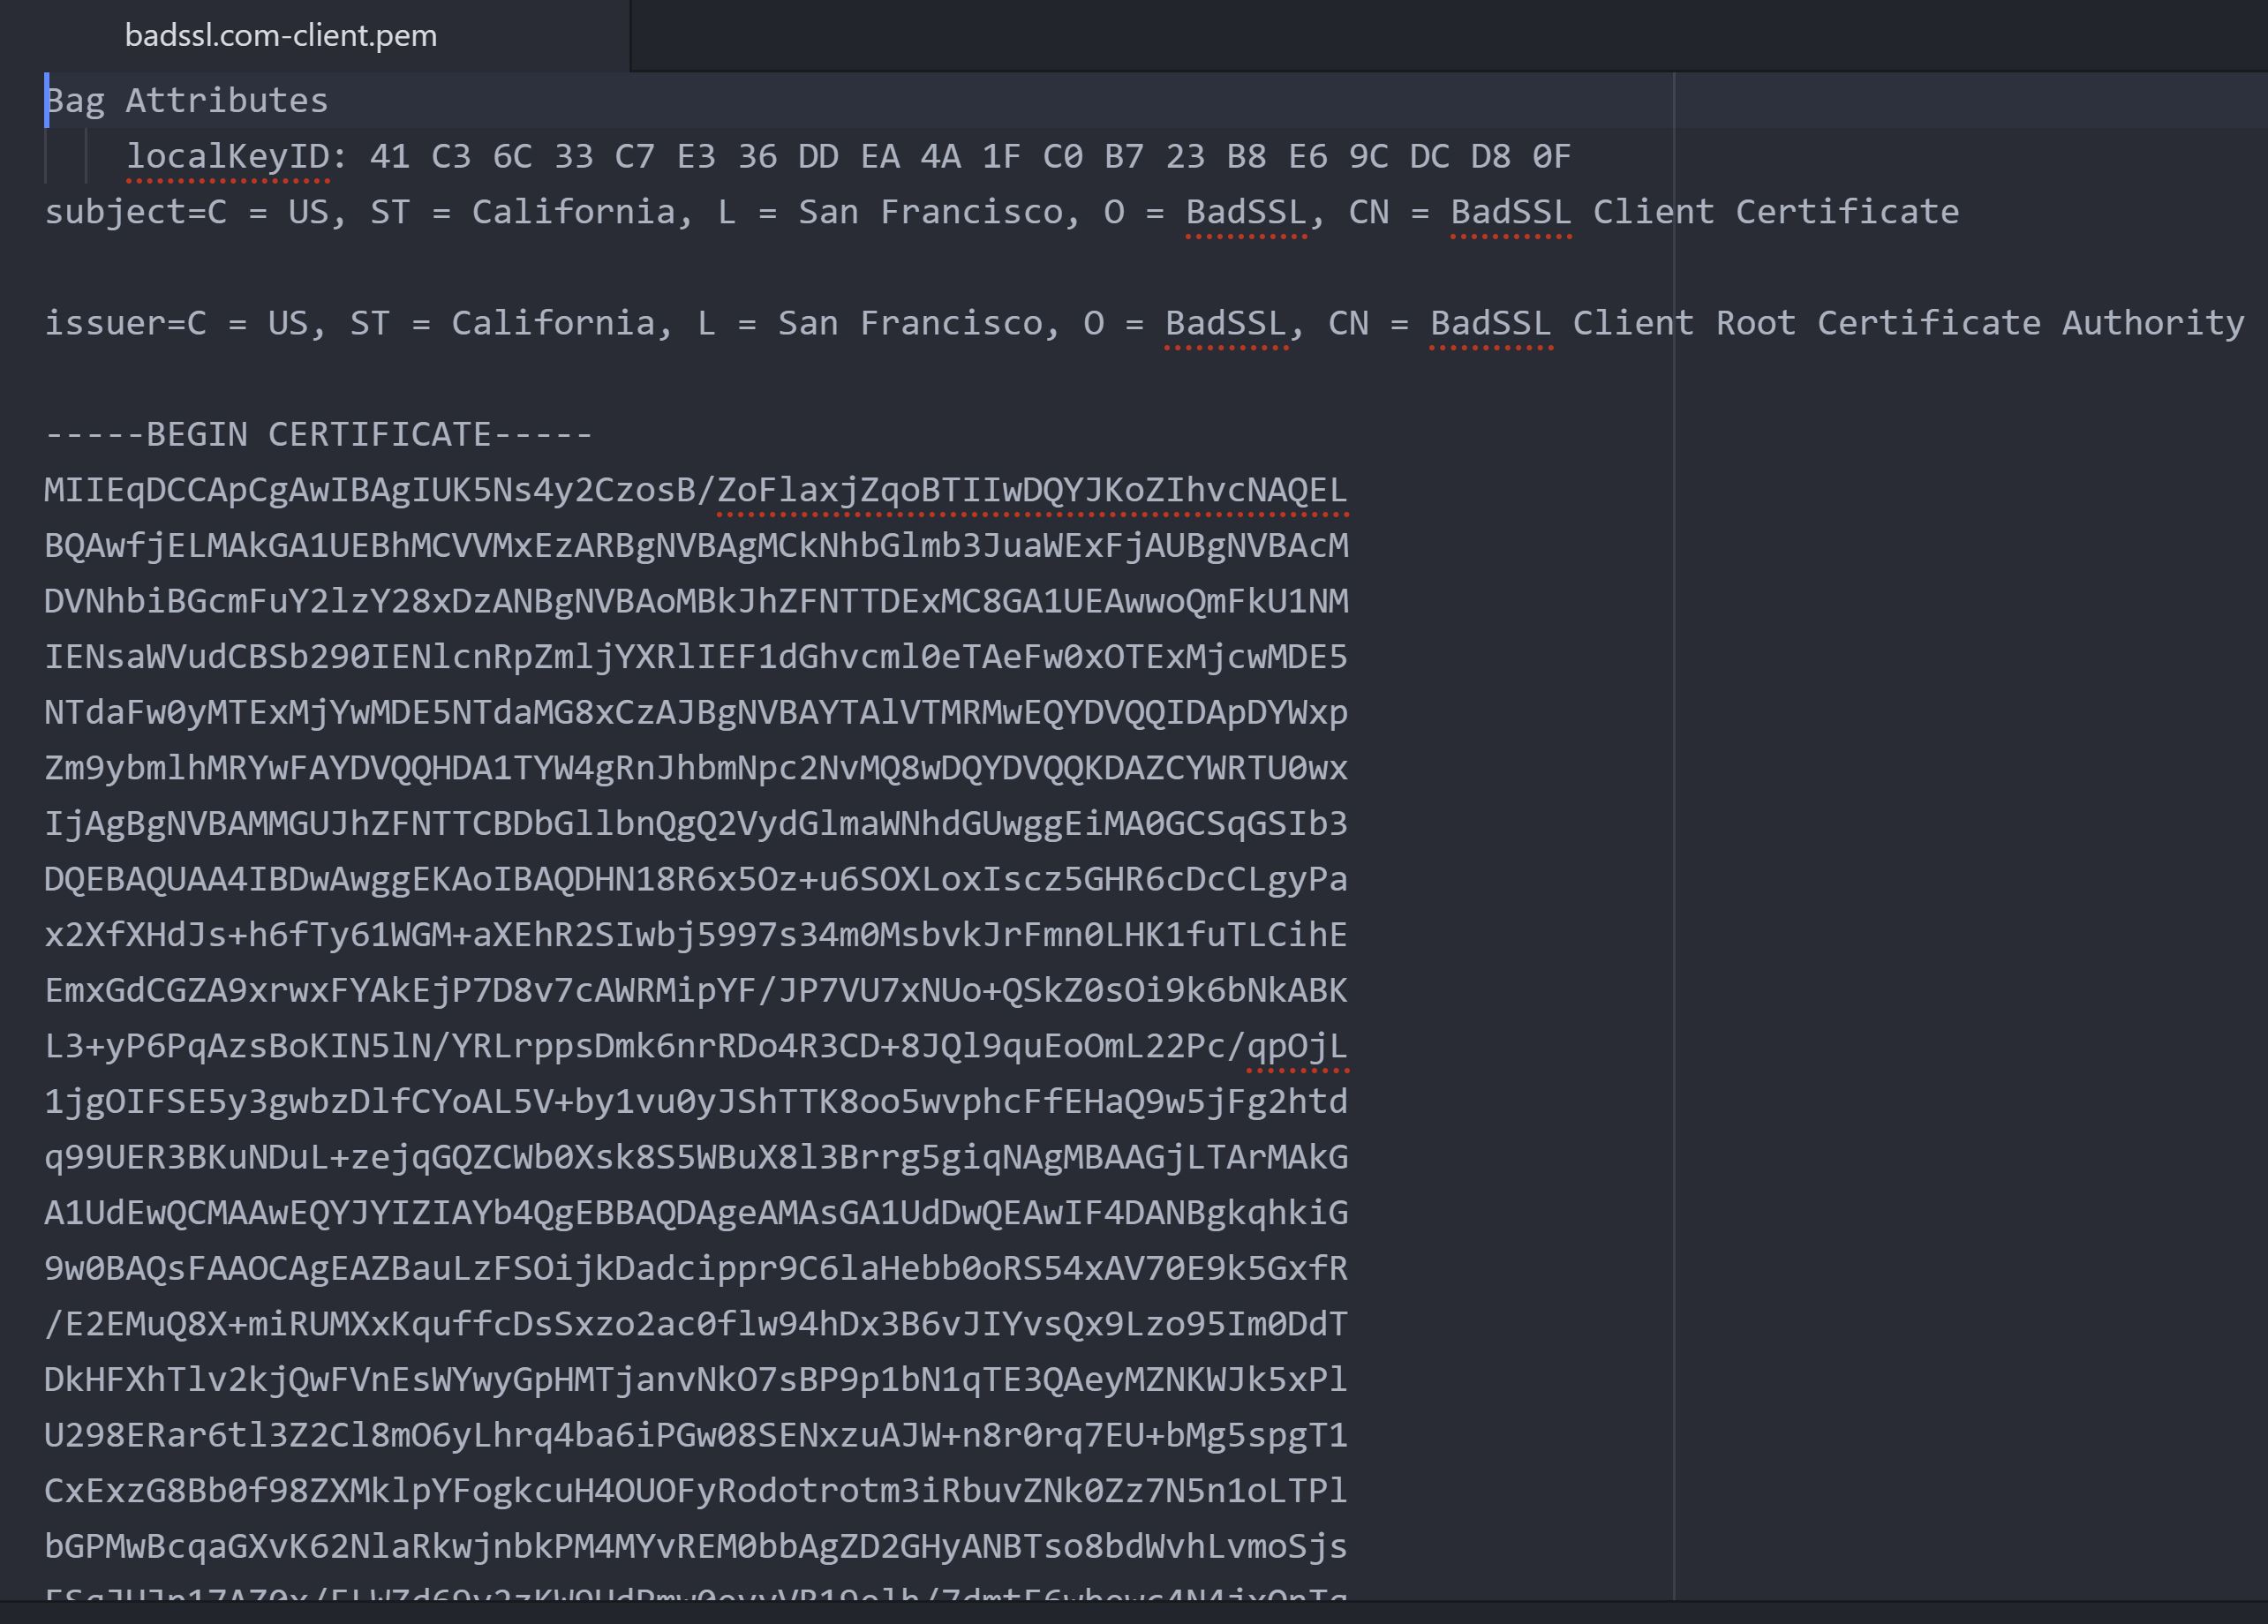 badssl.com-client.pem
Bag Attributes
localKeyID: 41 C3 6C 33 C7 E3 36 DD EA 4A 1F C0 B7 23 B8 E6 9C DC D8 0F
subject=C = US, ST = California, L = San Francisco, O = BadSSL, CN = BadSSL Client Certificate
issuer=C = US, ST = California, L = San Francisco, O = BadSSL, CN = BadSSL Client Root Certificate Authority
-----BEGIN CERTIFICATE-----
MIIEqDCCApCgAwIBAgIUK5Ns4y2CzosB/ZoFlaxjZqoBTIIwDQYJKoZIhvcNAQEL
BQAwfjELMAkGA1UEBhMCVVMxEzARBgNVBAgMCkNhbGlmb3JuaWExFjAUBgNVBAcM
DVNhbiBGcmFuY2lzY28xDzANBgNVBAoMBkJhZFNTTDExMC8GA1UEAwwoQmFkU1NM
IENsaWVudCBSb290IENlcnRpZmljYXRlIEF1dGhvcml0eTAeFw0xOTExMjcwMDE5
NTdaFw0yMTExMjYwMDE5NTdaMG8xCzAJBgNVBAYTAlVTMRMwEQYDVQQIDApDYWxp
Zm9ybmlhMRYwFAYDVQQHDA1TYW4gRnJhbmNpc2NvMQ8wDQYDVQQKDAZCYWRTU0wx
IjAgBgNVBAMMGUJhZFNTTCBDbGllbnQgQ2VydGlmaWNhdGUwggEiMA0GCSqGSIb3
DQEBAQUAA4IBDwAwggEKAoIBAQDHN18R6x5Oz+u6SOXLoxIscz5GHR6cDcCLgyPa
x2XfXHdJs+h6fTy61WGM+aXEhR2SIwbj5997s34m0MsbvkJrFmn0LHK1fuTLCihE
EmxGdCGZA9xrwxFYAkEjP7D8v7cAWRMipYF/JP7VU7xNUo+QSkZ0sOi9k6bNkABK
L3+yP6PqAzsBoKIN5lN/YRLrppsDmk6nrRDo4R3CD+8JQl9quEoOmL22Pc/qpOjL
1jgOIFSE5y3gwbzDlfCYoAL5V+by1vu0yJShTTK8oo5wvphcFfEHaQ9w5jFg2htd
q99UER3BKuNDuL+zejqGQZCWb0Xsk8S5WBuX8l3Brrg5giqNAgMBAAGjLTArMAkG
A1UdEwQCMAAwEQYJYIZIAYb4QgEBBAQDAgeAMAsGA1UdDwQEAwIF4DANBgkqhkiG
9w0BAQsFAAOCAgEAZBauLzFSOijkDadcippr9C6laHebb0oRS54xAV70E9k5GxfR
/E2EMuQ8X+miRUMXxKquffcDsSxzo2ac0flw94hDx3B6vJIYvsQx9Lzo95Im0DdT
DkHFXhTlv2kjQwFVnEsWYwyGpHMTjanvNkO7sBP9p1bN1qTE3QAeyMZNKWJk5xPl
U298ERar6tl3Z2Cl8mO6yLhrq4ba6iPGw08SENxzuAJW+n8r0rq7EU+bMg5spgT1
CxExzG8Bb0f98ZXMklpYFogkcuH4OUOFyRodotrotm3iRbuvZNk0Zz7N5n1oLTPl
bGPMwBcqaGXvK62NlaRkwjnbkPM4MYvREM0bbAgZD2GHyANBTso8bdWvhLvmoSjs